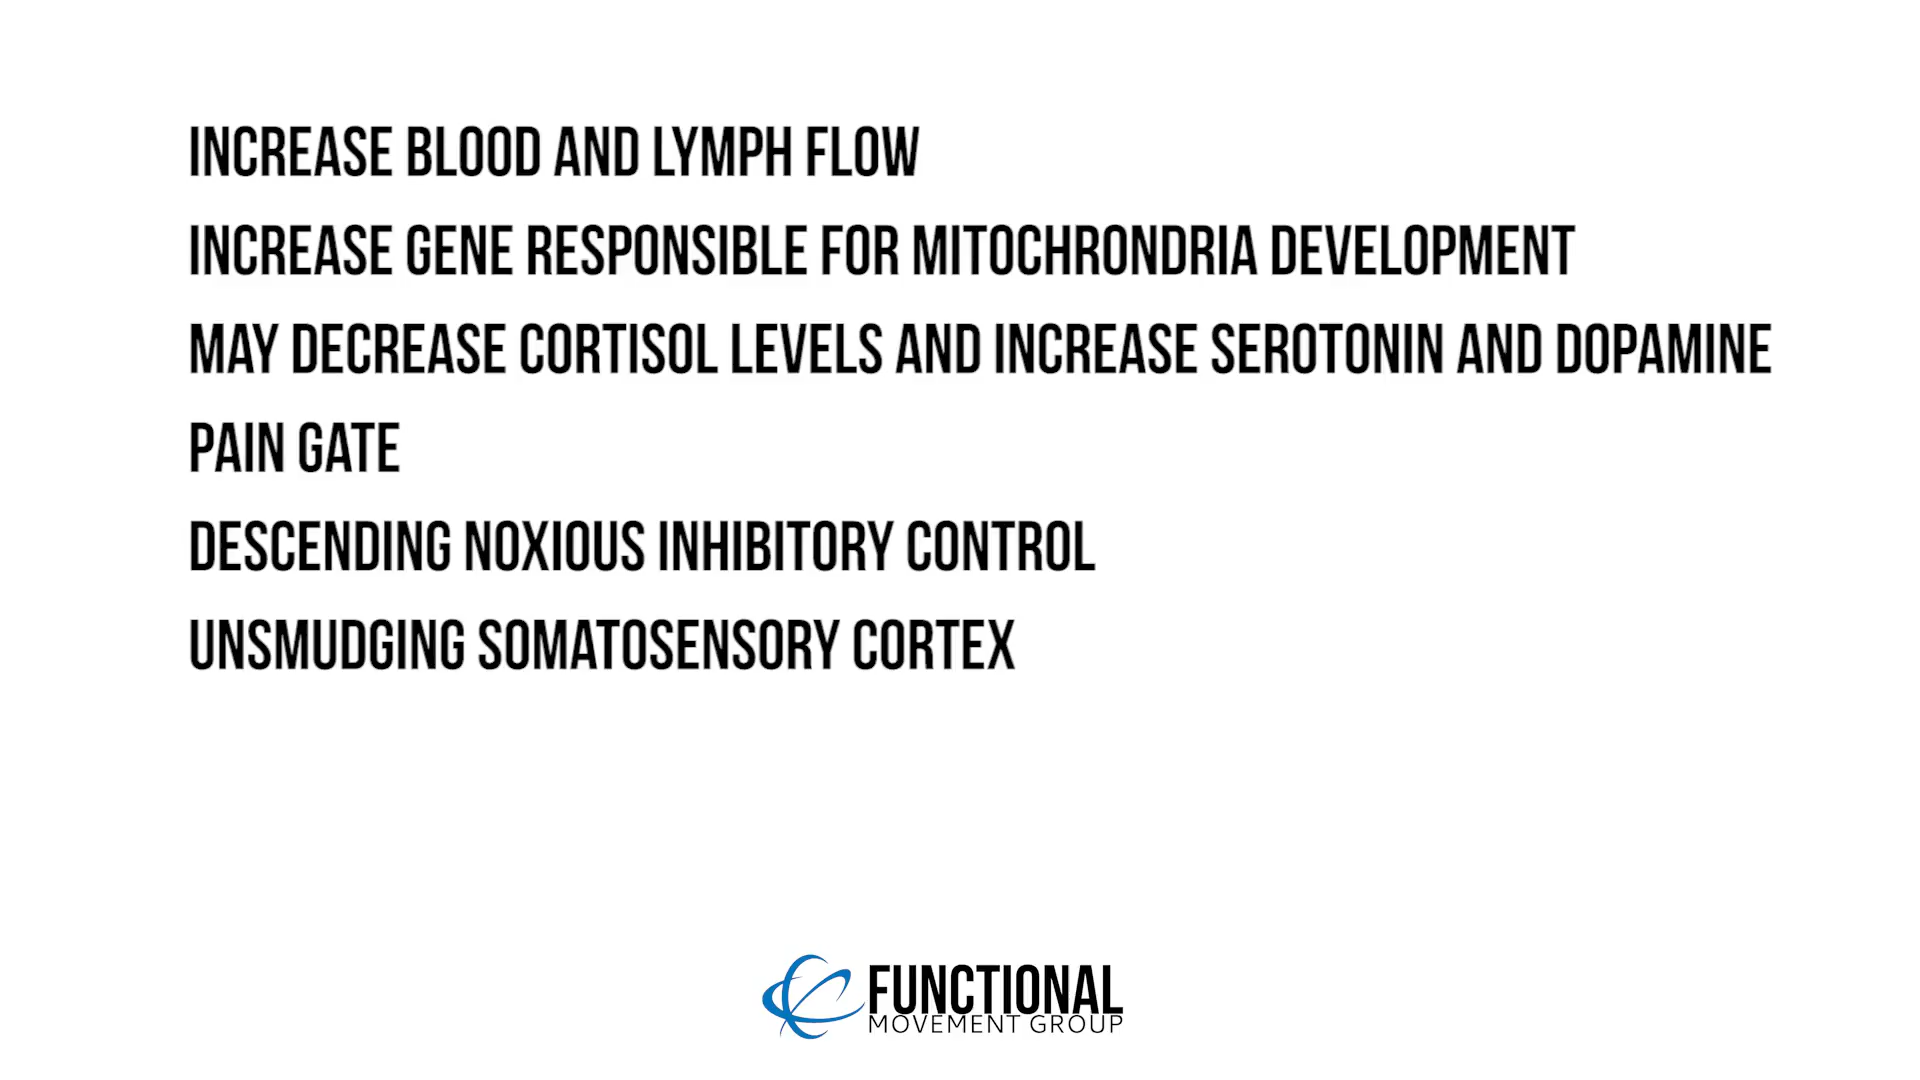 INCREASE BLOOD AND LYMPH FLOW
INCREASE GENE RESPONSIBLE FOR MITOCHRONDRIA DEVELOPMENT
MAY DECREASE CORTISOL LEVELS AND INCREASE SEROTONIN AND DOPAMINE
PAIN GATE
DESCENDING NOXIOUS INHIBITORY CONTROL
UNSMUDGING SOMATOSENSORY CORTEX
FUNCTIONAL
MOVEMENT GROUP